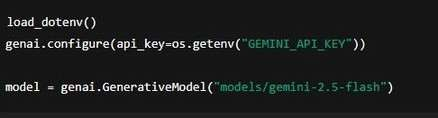 load_dotenv()
genai.configure(api_key=os.getenv("GEMINI_API_KEY"))
model = genai.GenerativeModel("models/gemini-2.5-flash")